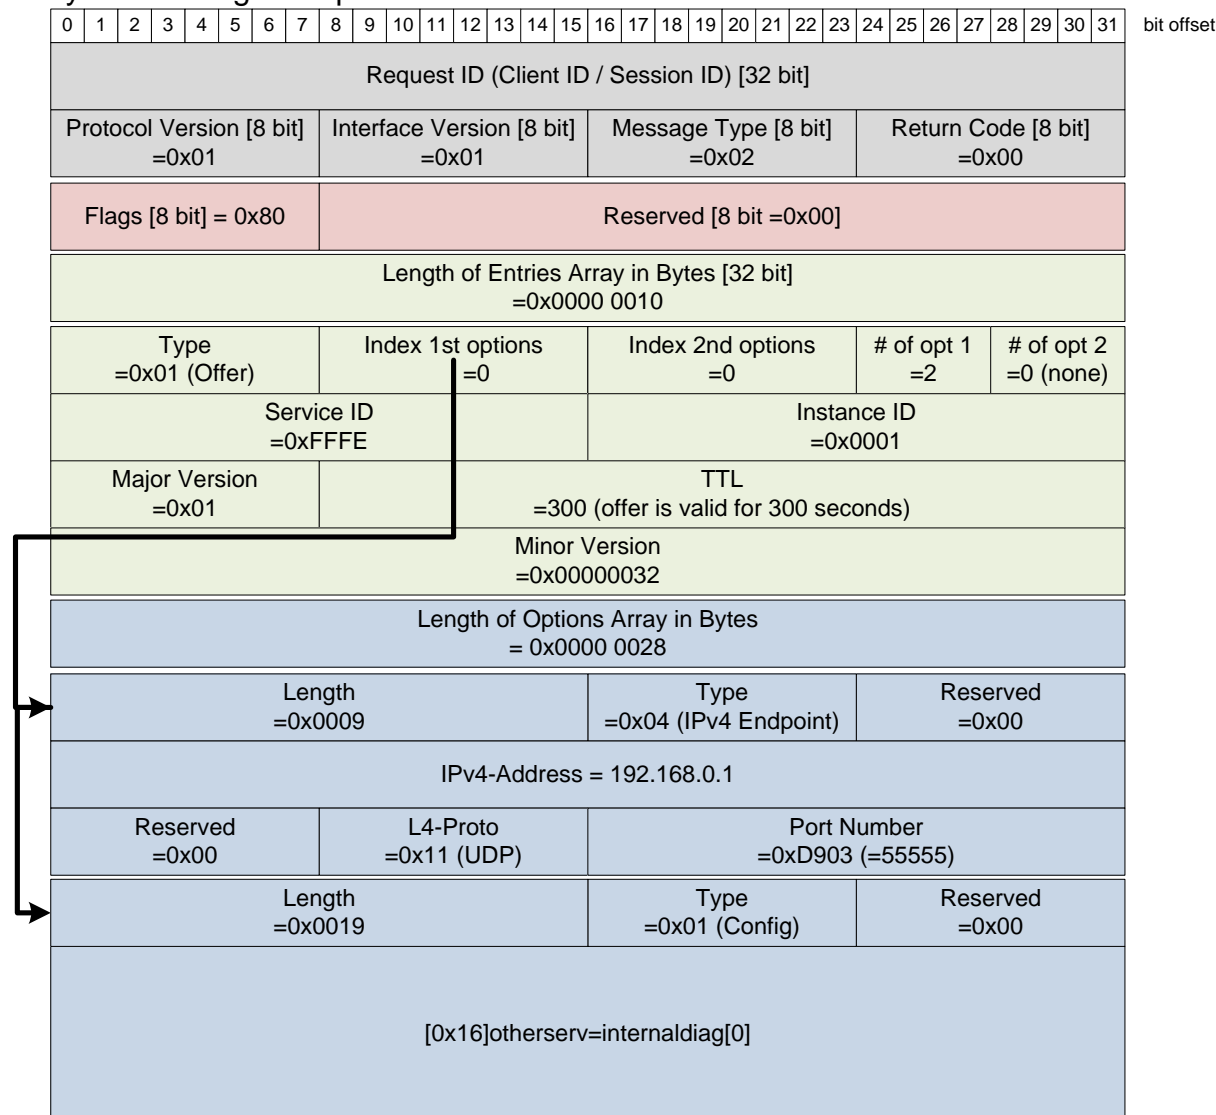 0 1 2 3 4 5 6 7 8 9 10 11 12 13 14 15 16 17 18 19 20 21 22 23 24 25 26 27 28 29 30 31 bit offset
Request ID (Client ID / Session ID) [32 bit]
Protocol Version [8 bit] Interface Version [8 bit] Message Type [8 bit] Return Code [8 bit]
=0x01 =0x01 =0x02 =0x00
Flags [8 bit] = 0x80 Reserved [8 bit =0x00]
Length of Entries Array in Bytes [32 bit]
=0x0000 0010
Type Index 1st options Index 2nd options # of opt 1 # of opt 2
=0x01 (Offer) =0 =0 =2 =0 (none)
Service ID Instance ID
=0xFFFE =0x0001
Major Version TTL
=0x01 =300 (offer is valid for 300 seconds)
Minor Version
=0x00000032
Length of Options Array in Bytes
= 0x0000 0028
Length Type Reserved
=0x0009 =0x04 (IPv4 Endpoint) =0x00
IPv4-Address = 192.168.0.1
Reserved L4-Proto Port Number
=0x00 =0x11 (UDP) =0xD903 (=55555)
Length Type Reserved
=0x0019 =0x01 (Config) =0x00
[0x16]otherserv=internaldiag[0]